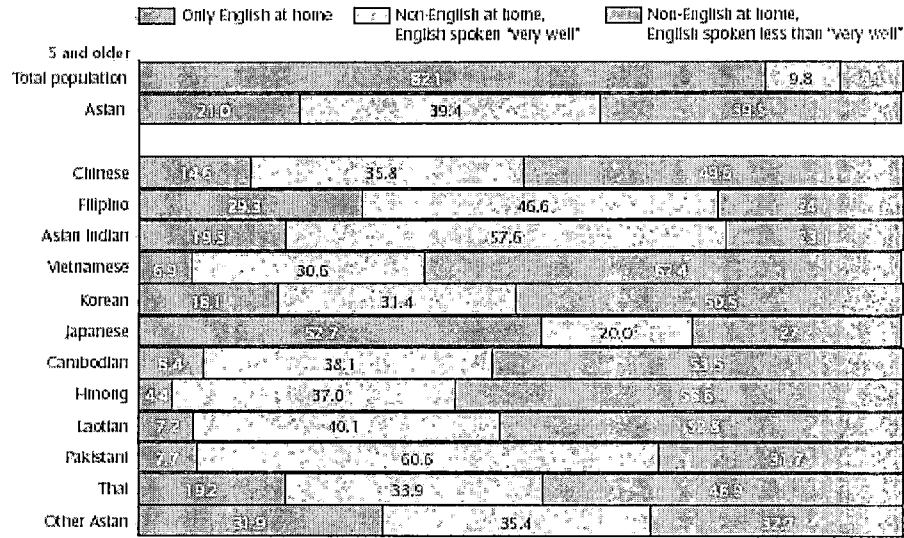 Only English at home
Non-English at home,
English spoken "very well"
Non-English at home,
English spoken less than "very well"
5 and older
Total population 82.1 9.8
Asian 21.0 39.4 39.5
Chinese 14.6 35.8 49.6
Filipino 29.3 46.6
Asian Indian 19.3 57.6
Vietnamese 6.9 30.6 62.4
Korean 18.1 31.4 50.5
Japanese 52.7 20.0
Cambodian 8.4 38.1 53.5
Hmong 4.4 37.0 58.6
Laotian 7.2 40.1 52.8
Pakistani 7.7 60.6 31.7
Thai 19.2 33.9 46.9
Other Asian 31.9 35.4 32.7